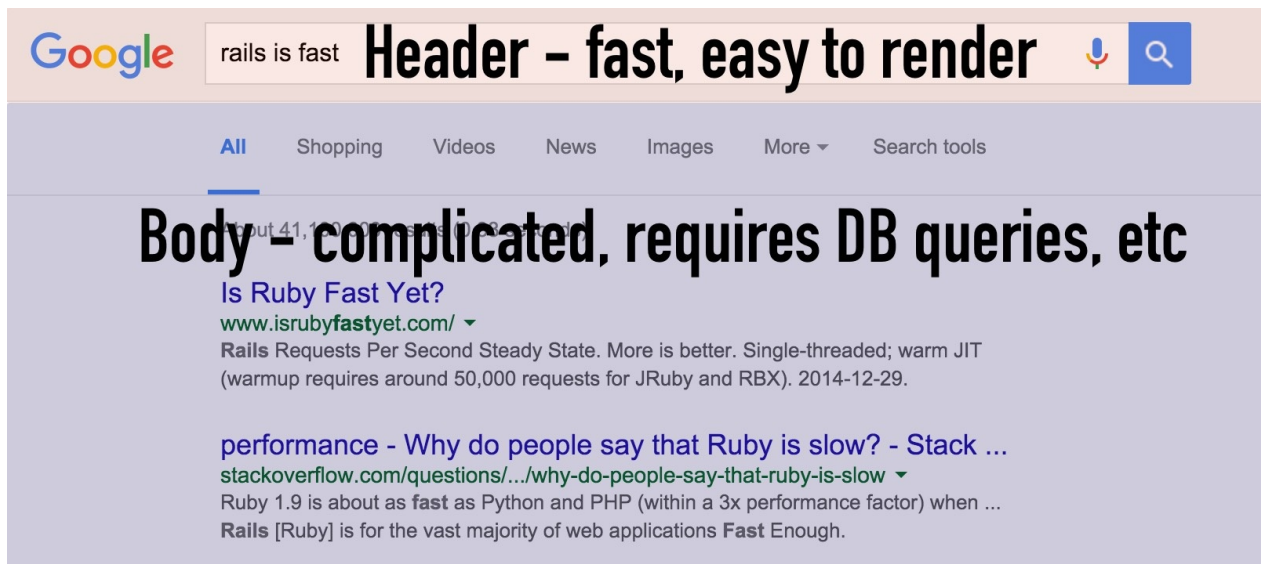 Google
rails is fast
Header – fast, easy to render
All Shopping Videos News Images More Search tools
About 41,
Body – complicated, requires DB queries, etc
Is Ruby Fast Yet?
www.isrubyfastyet.com/
Rails Requests Per Second Steady State. More is better. Single-threaded; warm JIT
(warmup requires around 50,000 requests for JRuby and RBX). 2014-12-29.
performance - Why do people say that Ruby is slow? - Stack ...
stackoverflow.com/questions/.../why-do-people-say-that-ruby-is-slow
Ruby 1.9 is about as fast as Python and PHP (within a 3x performance factor) when ...
Rails [Ruby] is for the vast majority of web applications Fast Enough.